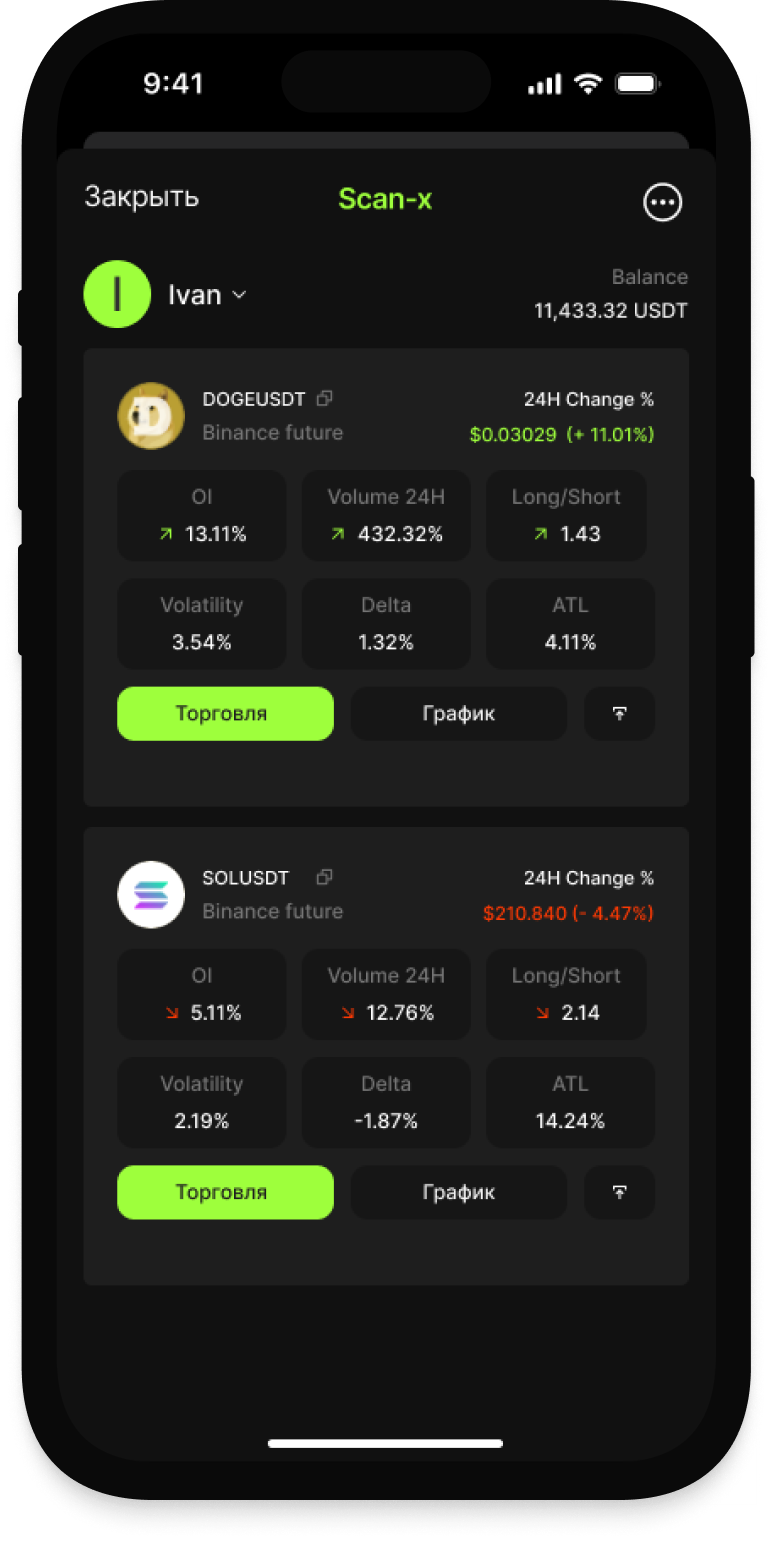 9:41
Закрыть Scan-x
I Ivan
Balance
11,433.32 USDT
DOGEUSDT 24H Change %
Binance future $0.03029 (+ 11.01%)
OI Volume 24H Long/Short
13.11% 432.32% 1.43
Volatility Delta ATL
3.54% 1.32% 4.11%
Торговля График
SOLUSDT 24H Change %
Binance future $210.840 (- 4.47%)
OI Volume 24H Long/Short
5.11% 12.76% 2.14
Volatility Delta ATL
2.19% -1.87% 14.24%
Торговля График